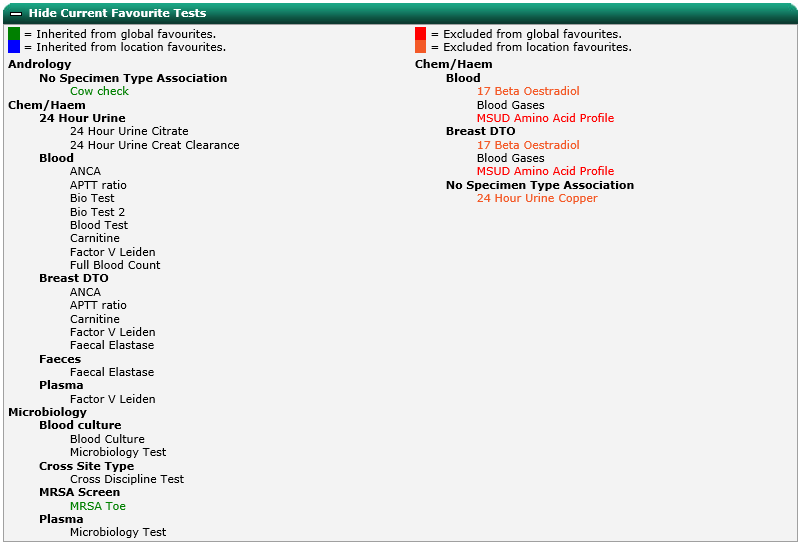 Hide Current Favourite Tests
= Inherited from global favourites.
= Inherited from location favourites.
Andrology
No Specimen Type Association
Cow check
Chem/Haem
24 Hour Urine
24 Hour Urine Citrate
24 Hour Urine Creat Clearance
Blood
ANCA
APTT ratio
Bio Test
Bio Test 2
Blood Test
Carnitine
Factor V Leiden
Full Blood Count
Breast DTO
ANCA
APTT ratio
Carnitine
Factor V Leiden
Faecal Elastase
Faeces
Faecal Elastase
Plasma
Factor V Leiden
Microbiology
Blood culture
Blood Culture
Microbiology Test
Cross Site Type
Cross Discipline Test
MRSA Screen
MRSA Toe
Plasma
Microbiology Test
= Excluded from global favourites.
= Excluded from location favourites.
Chem/Haem
Blood
17 Beta Oestradiol
Blood Gases
MSUD Amino Acid Profile
Breast DTO
17 Beta Oestradiol
Blood Gases
MSUD Amino Acid Profile
No Specimen Type Association
24 Hour Urine Copper